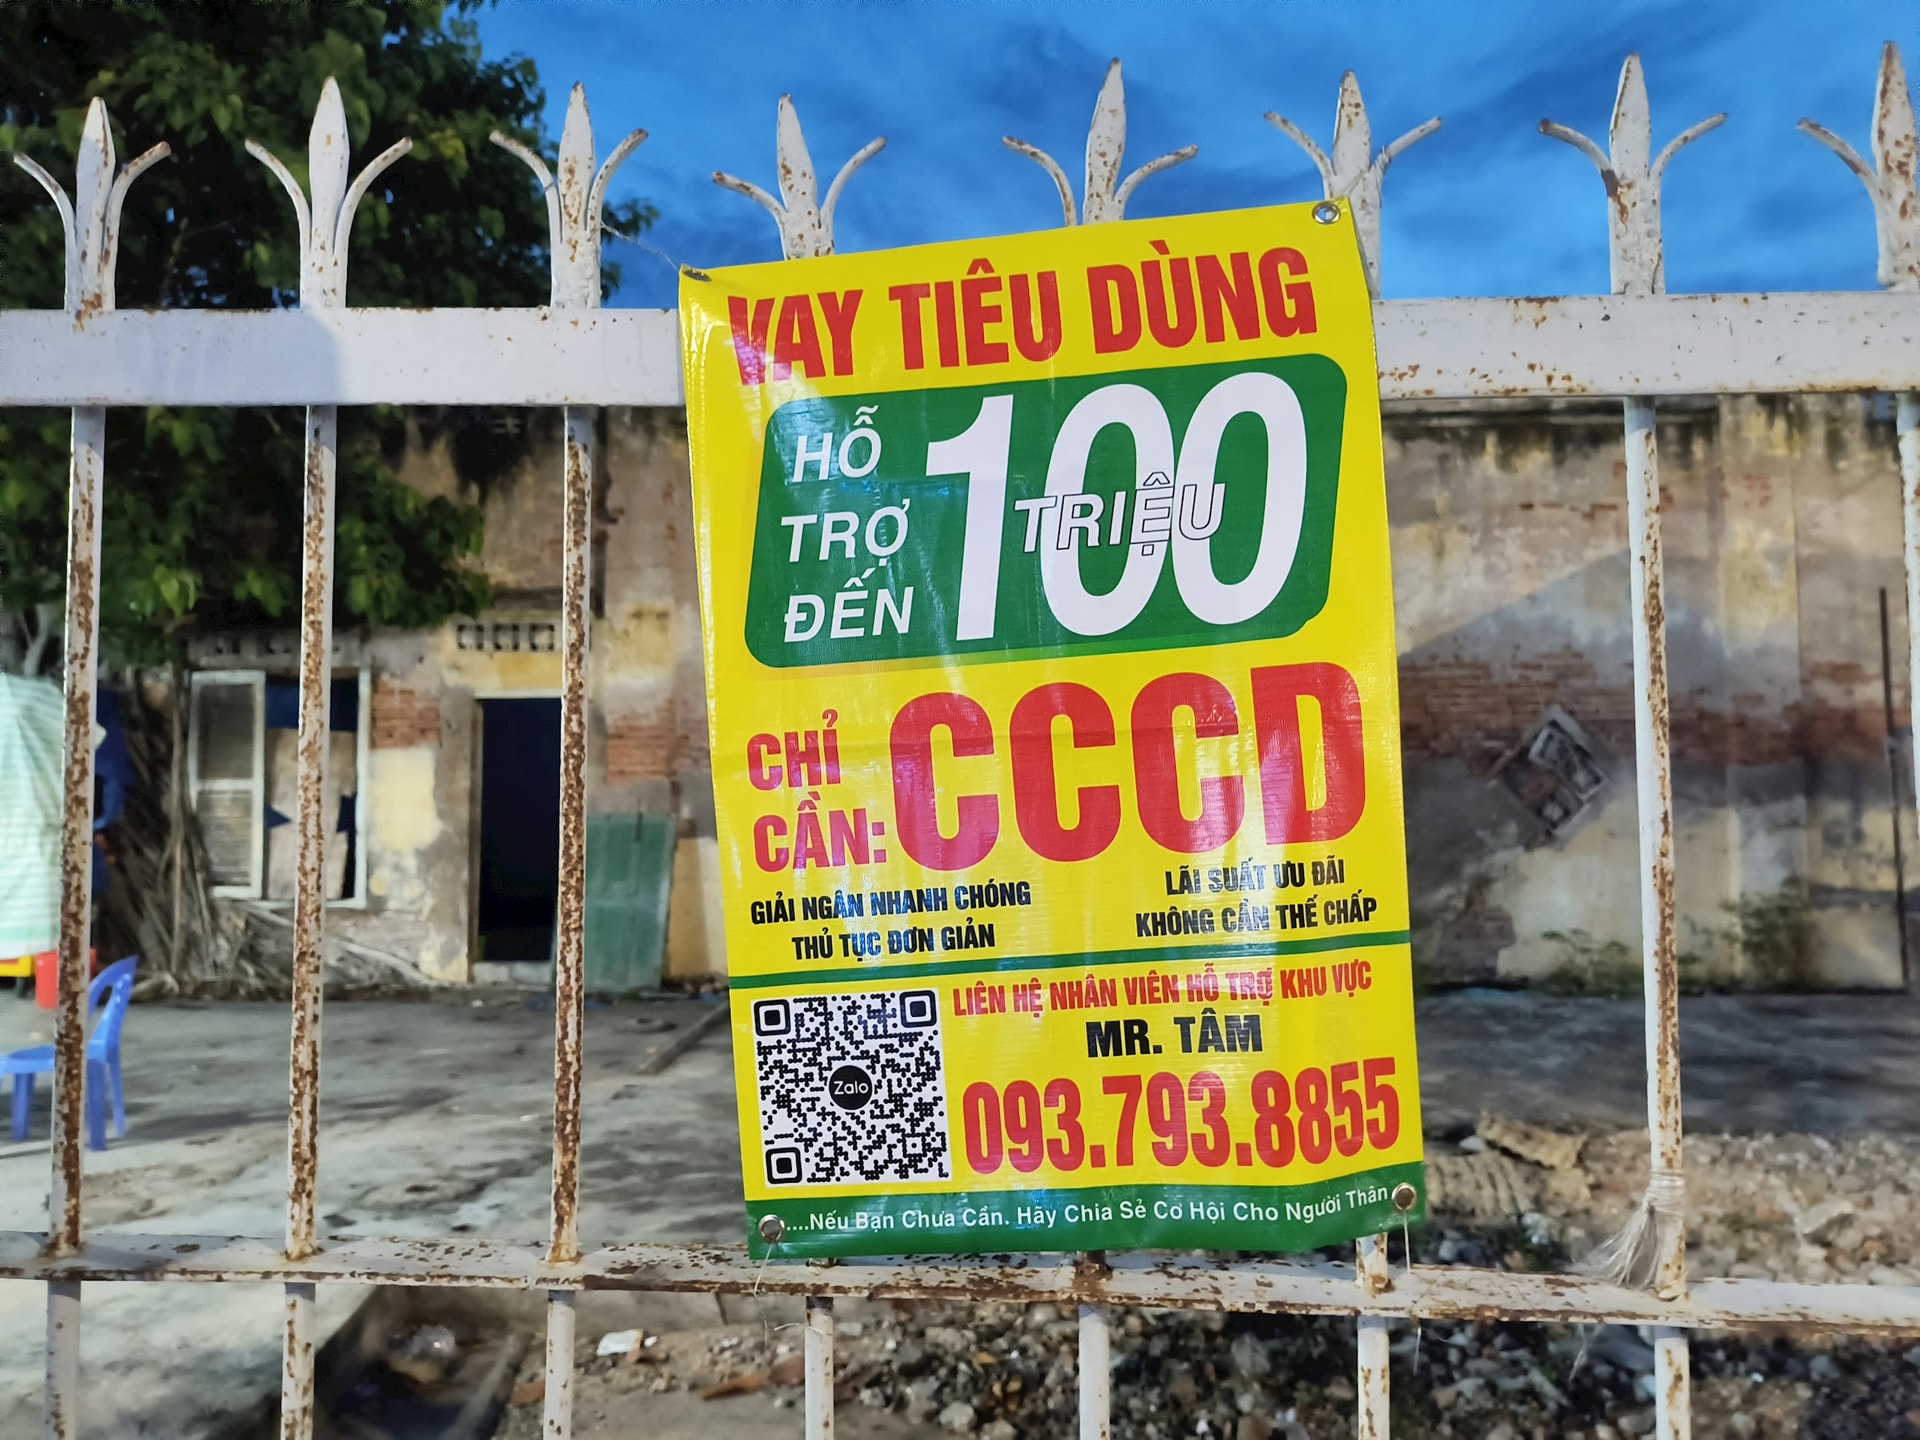 VAY TIÊU DÙNG
HỖ
TRỢ
ĐẾN
100
TRIỆU
CHỈ
CẦN:
CCCD
GIẢI NGÂN NHANH CHÓNG
THỦ TỤC ĐƠN GIẢN
LÃI SUẤT ƯU ĐÃI
KHÔNG CẦN THẾ CHẤP
LIÊN HỆ NHÂN VIÊN HỖ TRỢ KHU VỰC
MR. TÂM
093.793.8855
Zalo
....Nếu Bạn Chưa Cần. Hãy Chia Sẻ Cơ Hội Cho Người Thân